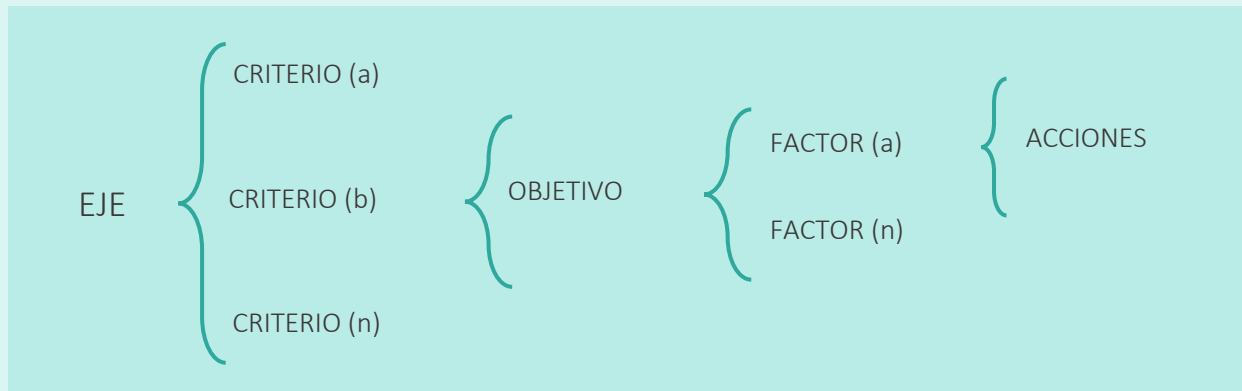 EJE
CRITERIO (a)
CRITERIO (b)
CRITERIO (n)
OBJETIVO
FACTOR (a)
FACTOR (n)
ACCIONES